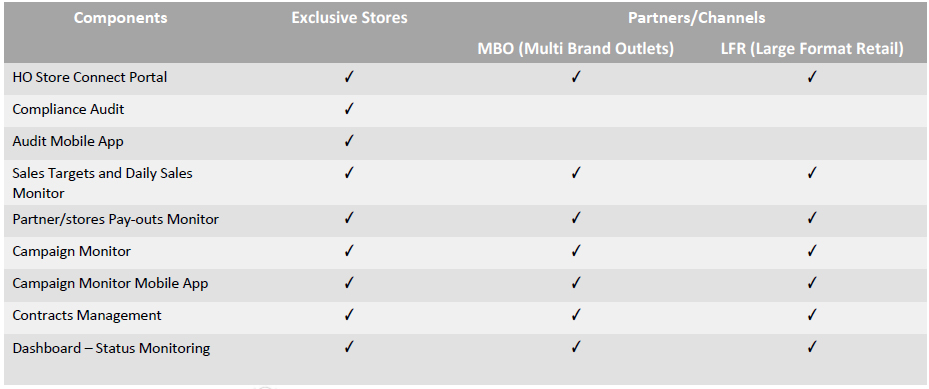 Components Exclusive Stores Partners/Channels
MBO (Multi Brand Outlets) LFR (Large Format Retail)
HO Store Connect Portal ✓ ✓ ✓
Compliance Audit ✓
Audit Mobile App ✓
Sales Targets and Daily Sales ✓ ✓ ✓
Monitor
Partner/stores Pay-outs Monitor ✓ ✓ ✓
Campaign Monitor ✓ ✓ ✓
Campaign Monitor Mobile App ✓ ✓ ✓
Contracts Management ✓ ✓ ✓
Dashboard – Status Monitoring ✓ ✓ ✓